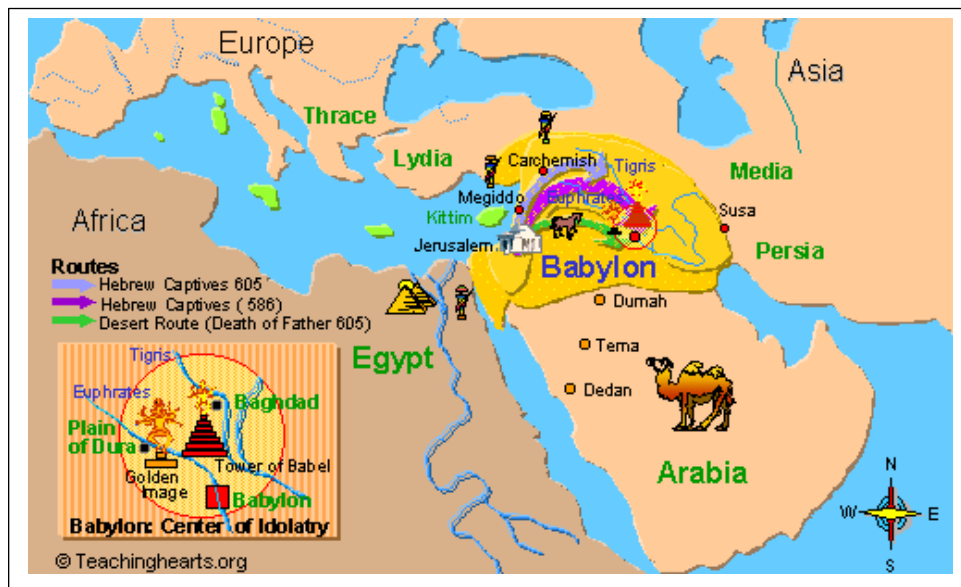 Europe
Asia
Thrace
Lydia
Carchemish
Tigris
Media
Africa
Megiddo
Euphrates
Kittim
Susa
Jerusalem
Babylon
Persia
Routes
Hebrew Captives 605
Hebrew Captives ( 586)
Desert Route (Death of Father 605)
Dumah
Egypt
Tema
Dedan
Arabia
Tigris
Euphrates
Baghdad
Plain
of Dura
Tower of Babel
Golden
Image
Babylon
Babylon: Center of Idolatry
N
W
E
S
© Teachinghearts.org